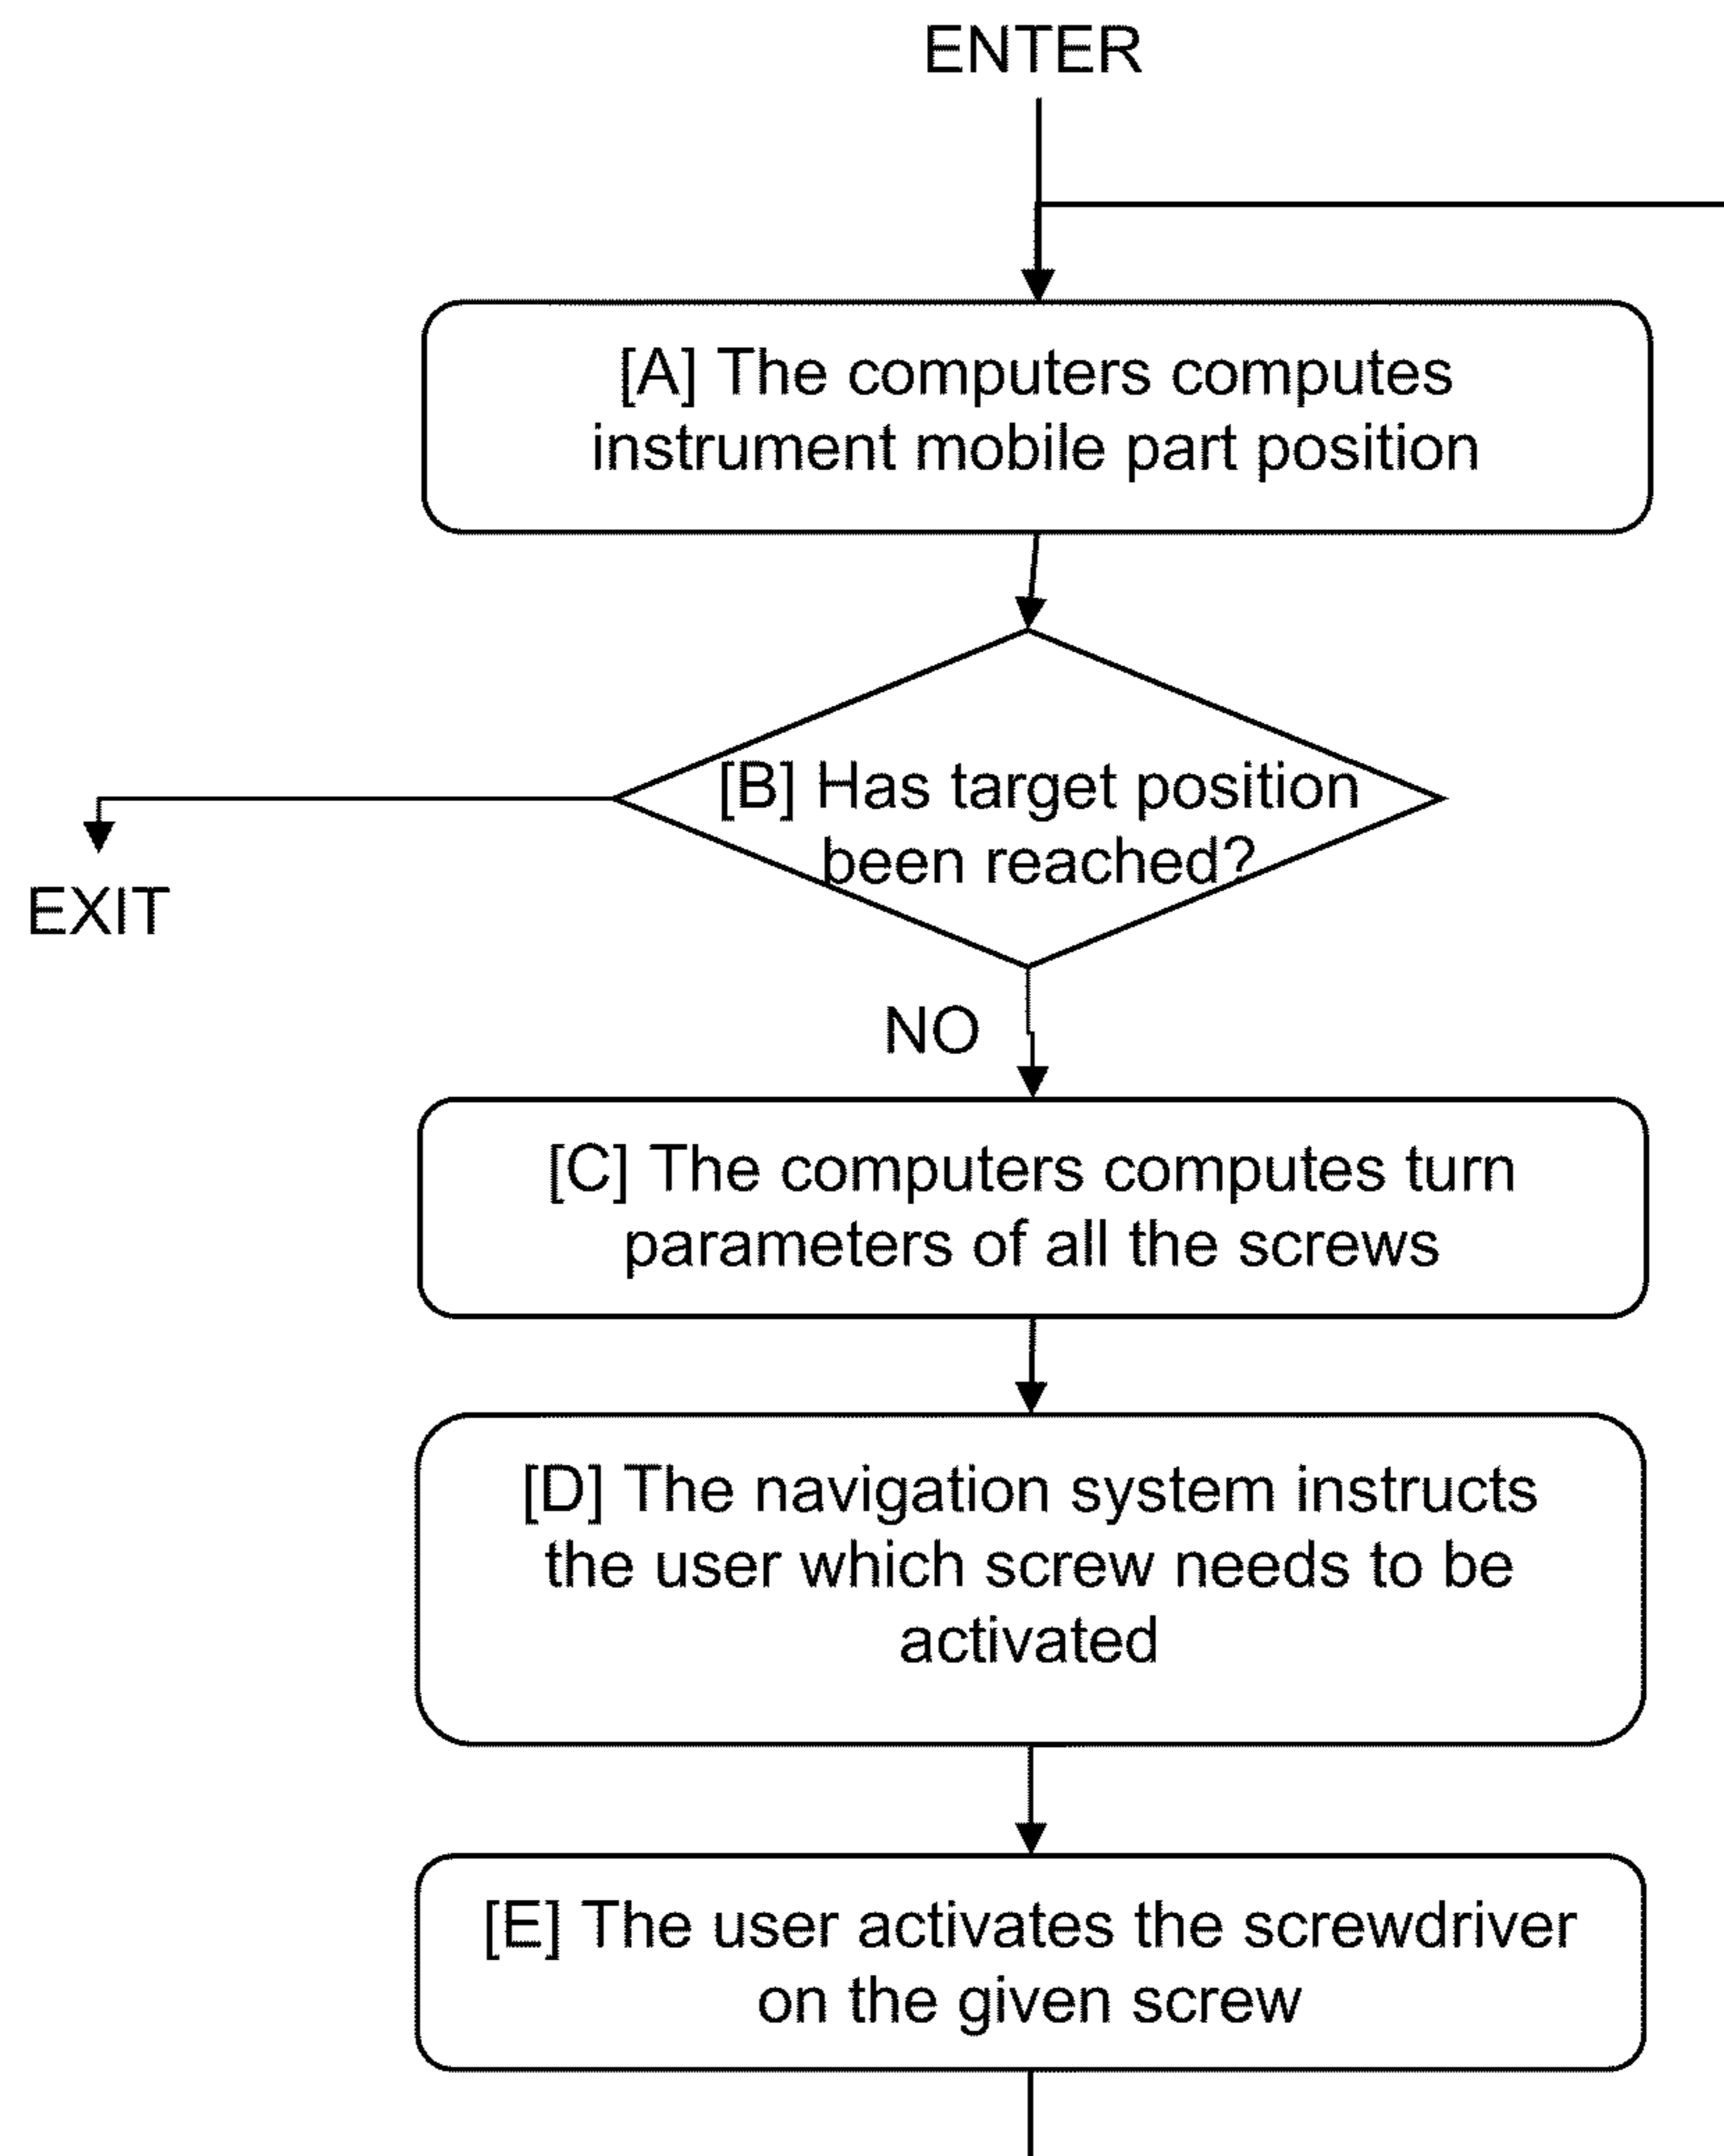 ENTER
[A] The computers computes
instrument mobile part position
[B] Has target position
been reached?
EXIT
NO
[C] The computers computes turn
parameters of all the screws
[D] The navigation system instructs
the user which screw needs to be
activated
[E] The user activates the screwdriver
on the given screw